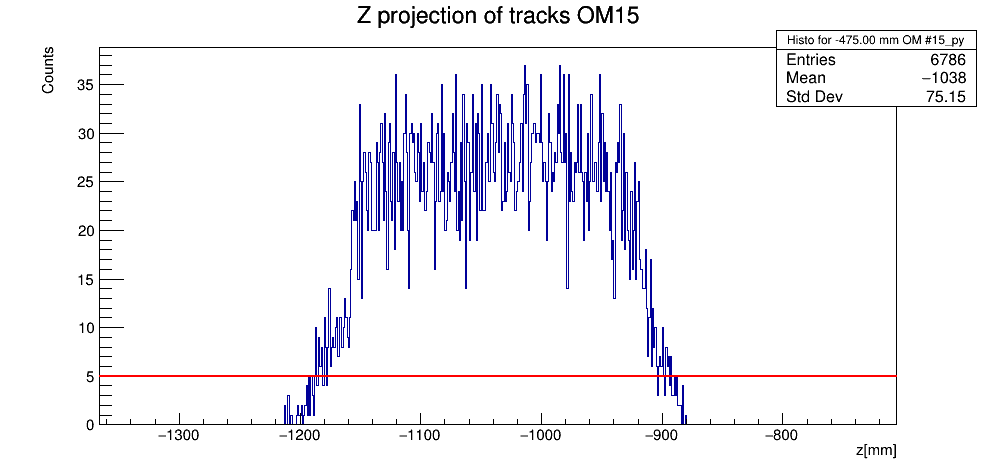 Z projection of tracks OM15
Histo for -475.00 mm OM #15_py
Entries 6786
Mean −1038
Std Dev 75.15
Counts
35
30
25
20
15
10
5
0
−1300 −1200 −1100 −1000 −900 −800
z[mm]